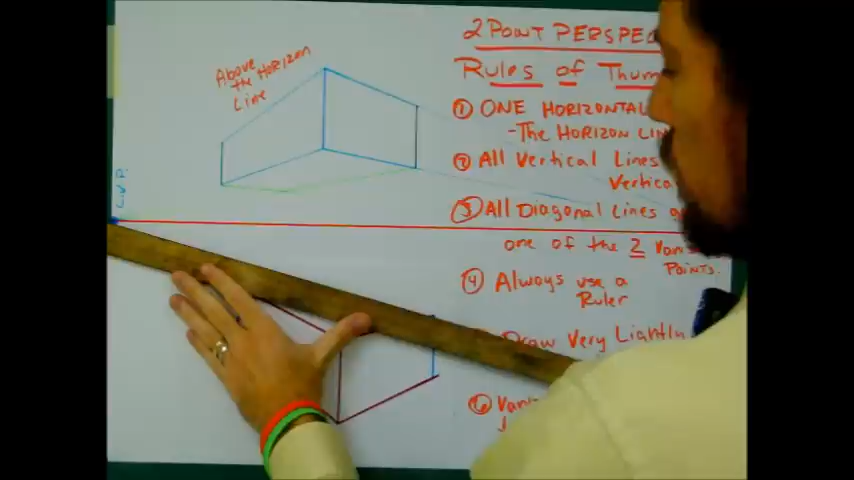 2 POINT PERSPEC
Rules of Thum
Above
the HORIZON
Line
① ONE HORIZONTAL
-THE HORIZON LIN
② All Vertical Lines
Vertica
③ All Diagonal Lines
one of the 2 Van
Points.
④ Always use a
Ruler
Draw Very Lightly
⑥ Van